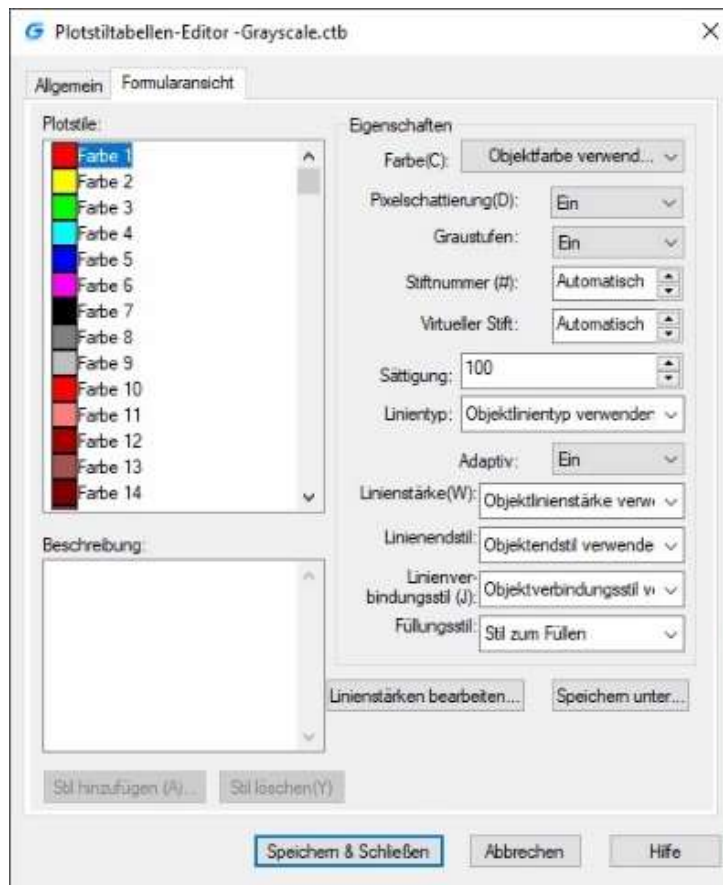 Plotstiltabellen-Editor -Grayscale.ctb
Allgemein
Formularansicht
Plotstile:
Farbe 1
Farbe 2
Farbe 3
Farbe 4
Farbe 5
Farbe 6
Farbe 7
Farbe 8
Farbe 9
Farbe 10
Farbe 11
Farbe 12
Farbe 13
Farbe 14
Beschreibung:
Stil hinzufügen (A)...
Stil löschen(Y)
Eigenschaften
Farbe(C): Objektfarbe verwend...
Pixelschattierung(D): Ein
Graustufen: Ein
Stiftnummer (#): Automatisch
Virtueller Stift: Automatisch
Sättigung: 100
Linientyp: Objektlinientyp verwenden
Adaptiv: Ein
Linienstärke(W): Objektlinienstärke verw
Linienendstil: Objektendstil verwende
Linienver-
bindungsstil (J): Objektverbindungsstil v
Füllungsstil: Stil zum Füllen
Linienstärken bearbeiten...
Speichern unter...
Speichern & Schließen
Abbrechen
Hilfe